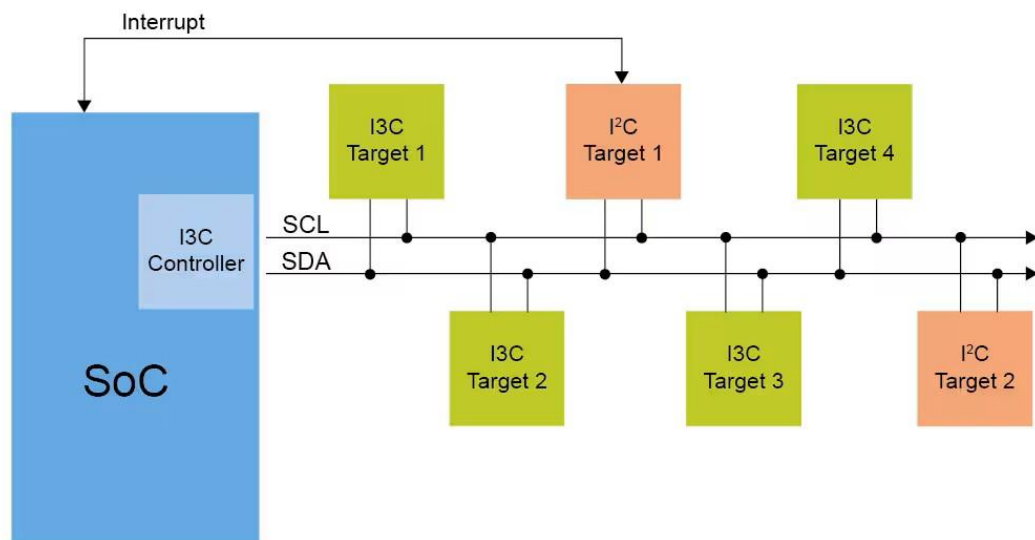 Interrupt
I3C
Target 1
I²C
Target 1
I3C
Target 4
I3C
Controller
SCL
SDA
SoC
I3C
Target 2
I3C
Target 3
I²C
Target 2